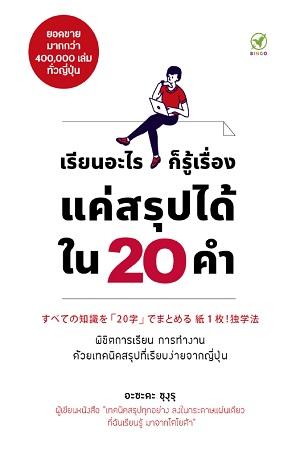 ยอดขาย
มากกว่า
400,000 เล่ม
ทั่วญี่ปุ่น
BINGO
เรียนอะไร ก็รู้เรื่อง
แค่สรุปได้
ใน 20 คำ
すべての知識を「20字」でまとめる 紙1枚!独学法
พิชิตการเรียน การทำงาน
ด้วยเทคนิคสรุปที่เรียบง่ายจากญี่ปุ่น
อะซะดะ ซุงุรุ
ผู้เขียนหนังสือ "เทคนิคสรุปทุกอย่าง ลงในกระดาษแผ่นเดียว
ที่ฉันเรียนรู้ มาจากโตโยต้า"